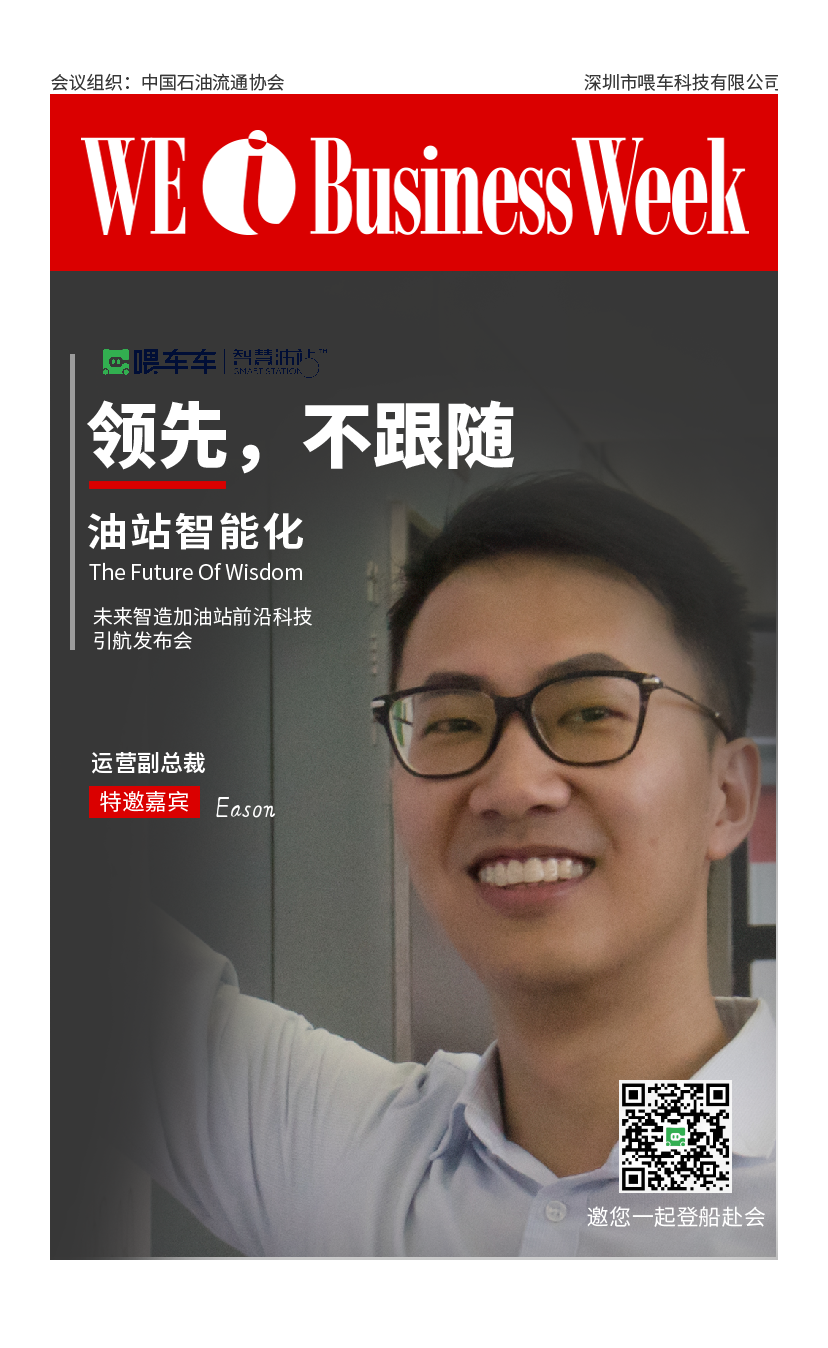 会议组织：中国石油流通协会
深圳市喂车科技有限公司
WE i BusinessWeek
喂车车 智慧油站™
SMART STATION
领先，不跟随
油站智能化
The Future Of Wisdom
未来智造加油站前沿科技
引航发布会
运营副总裁
特邀嘉宾 Eason
邀您一起登船赴会